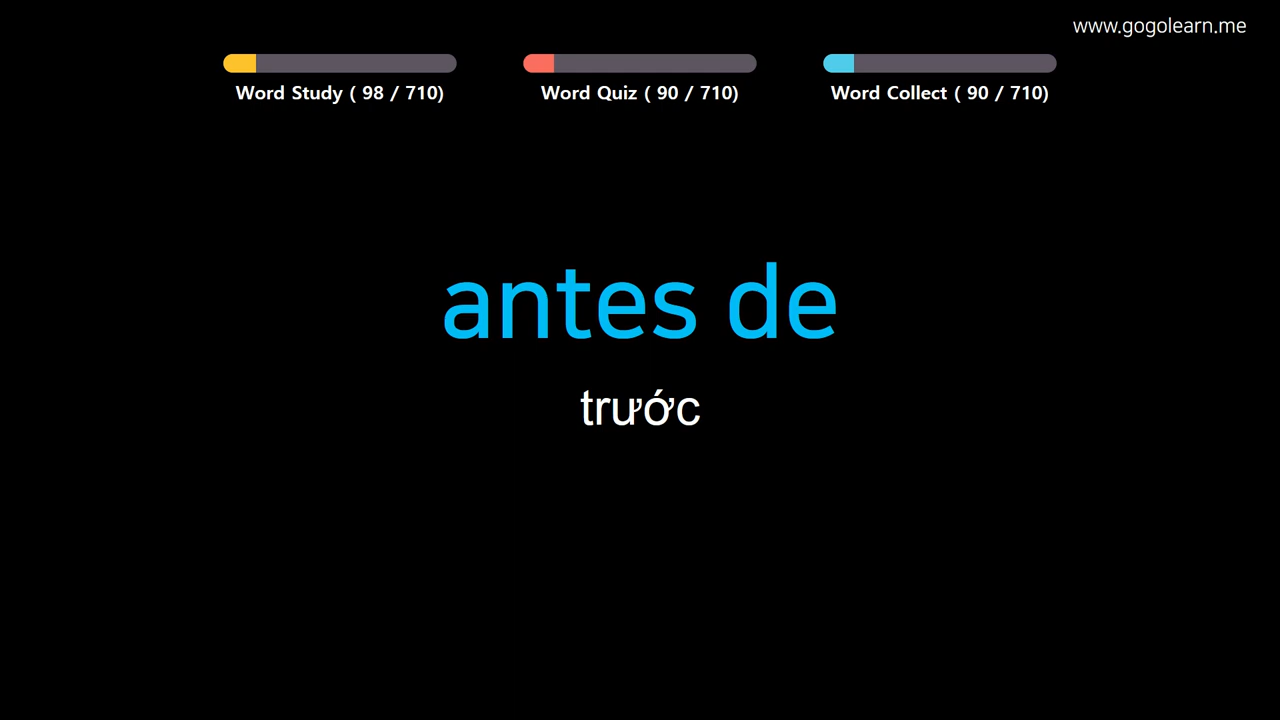 www.gogolearn.me
Word Study ( 98 / 710)
Word Quiz ( 90 / 710)
Word Collect ( 90 / 710)
antes de
trước